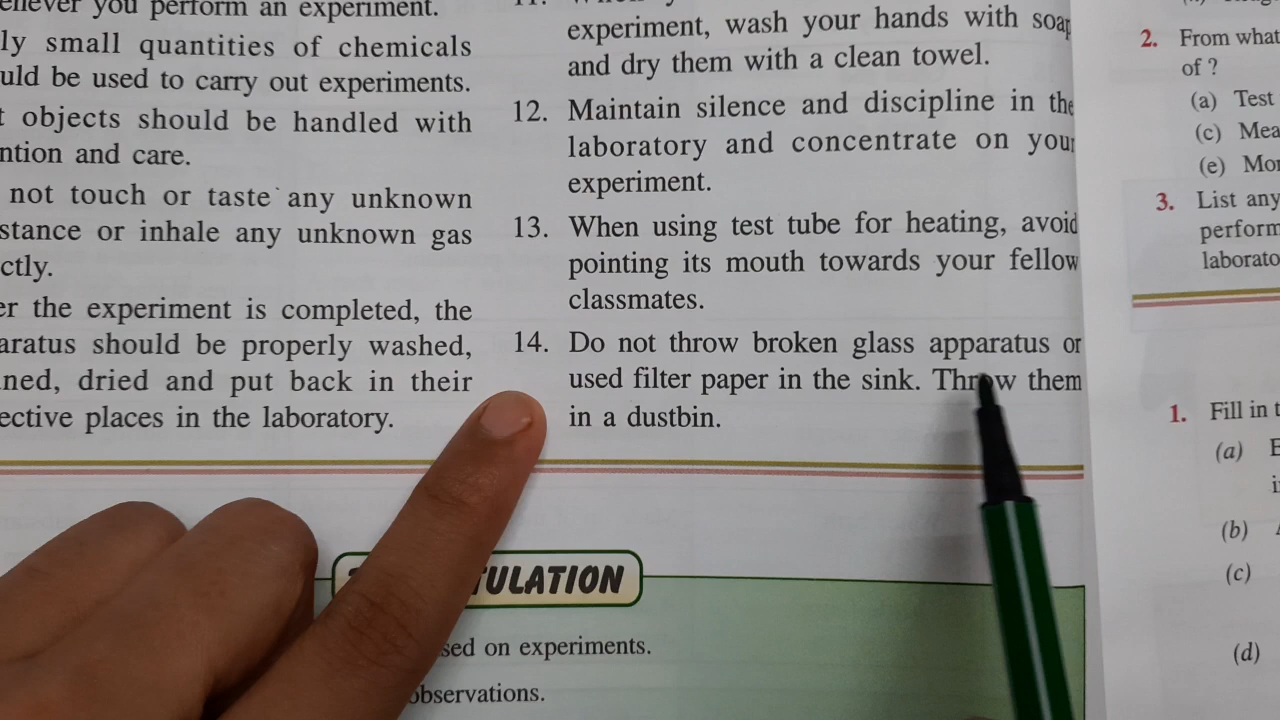 you perform an experiment.
ly small quantities of chemicals
uld be used to carry out experiments.
t objects should be handled with
ntion and care.
not touch or taste any unknown
stance or inhale any unknown gas
ctly.
er the experiment is completed, the
aratus should be properly washed,
ned, dried and put back in their
ective places in the laboratory.
experiment, wash your hands with soap
and dry them with a clean towel.
12. Maintain silence and discipline in the
laboratory and concentrate on your
experiment.
13. When using test tube for heating, avoid
pointing its mouth towards your fellow
classmates.
14. Do not throw broken glass apparatus or
used filter paper in the sink. Throw them
in a dustbin.
TULATION
sed on experiments.
observations.
2. From what
of ?
(a) Test
(c) Mea
(e) Mor
3. List any
perform
laborato
1. Fill in t
(a) E
(b)
(c)
(d)